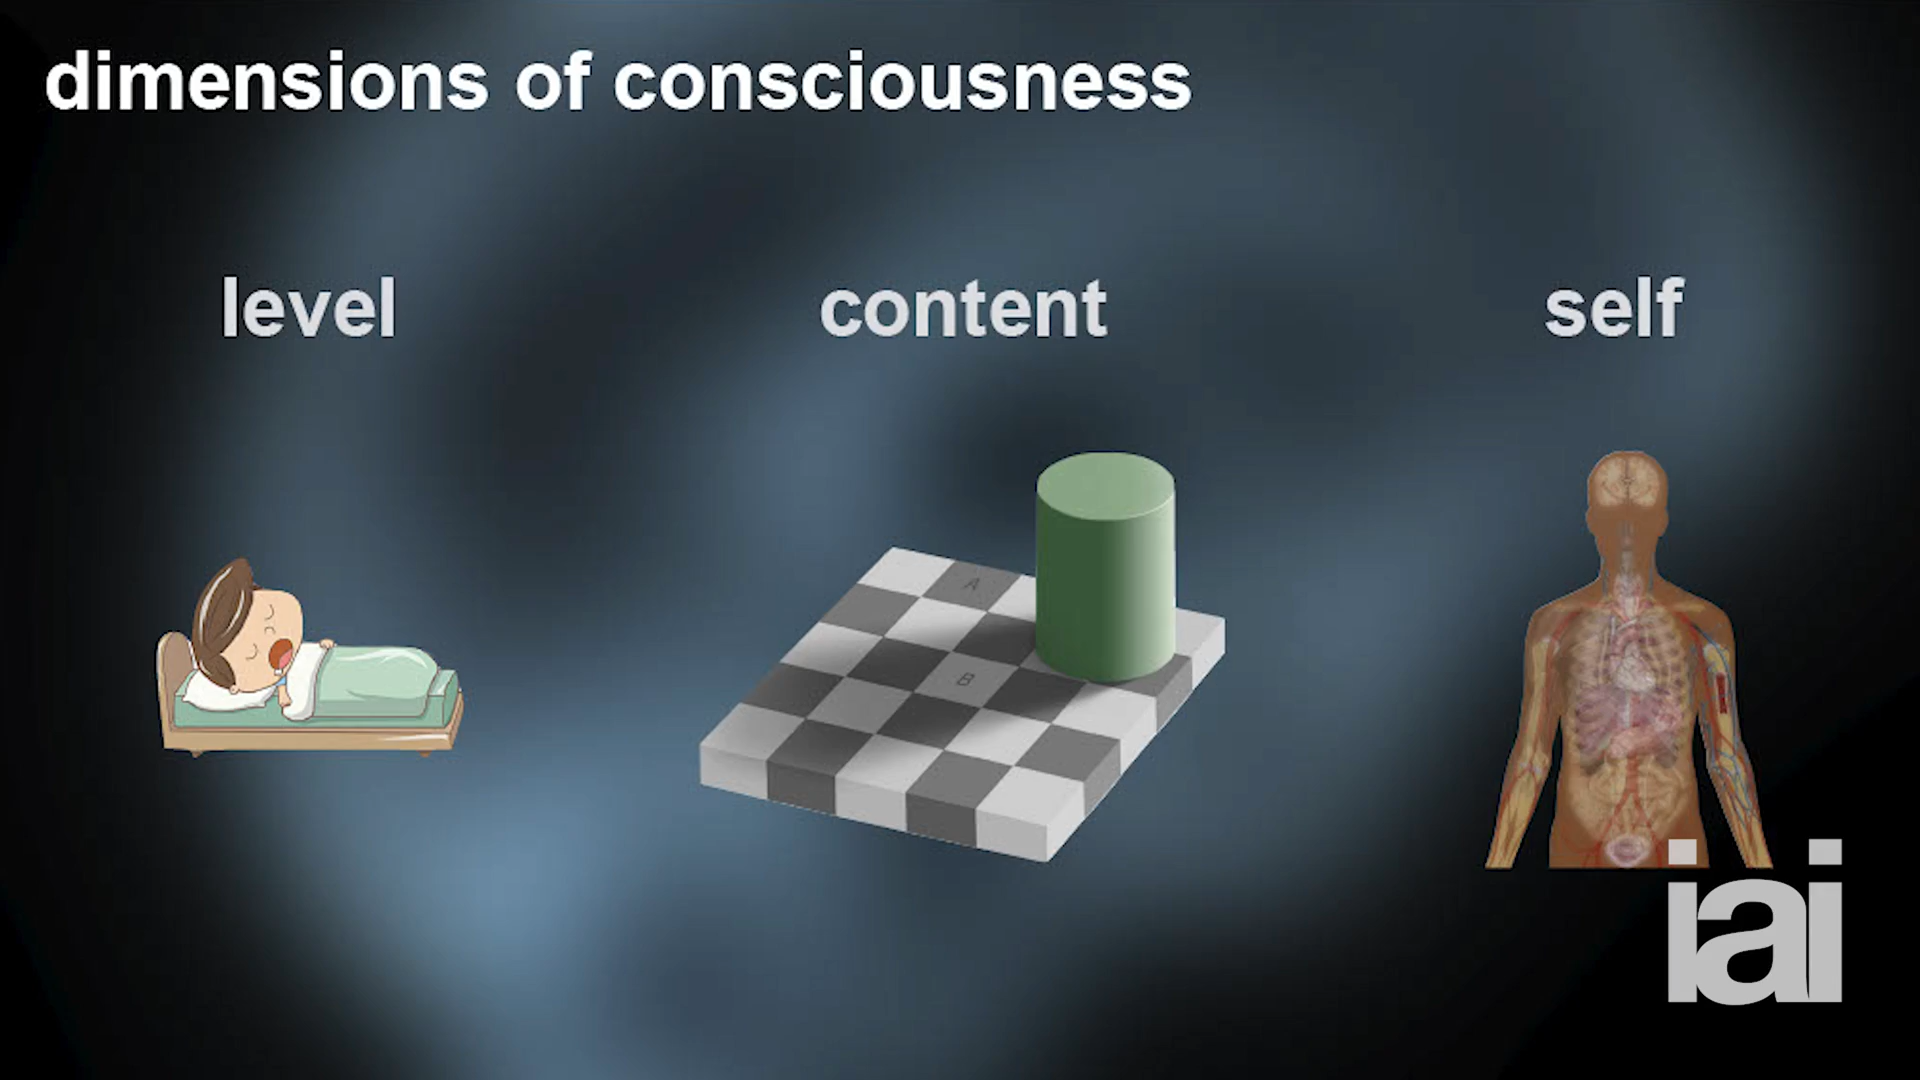 dimensions of consciousness
level content self
A
B
iai